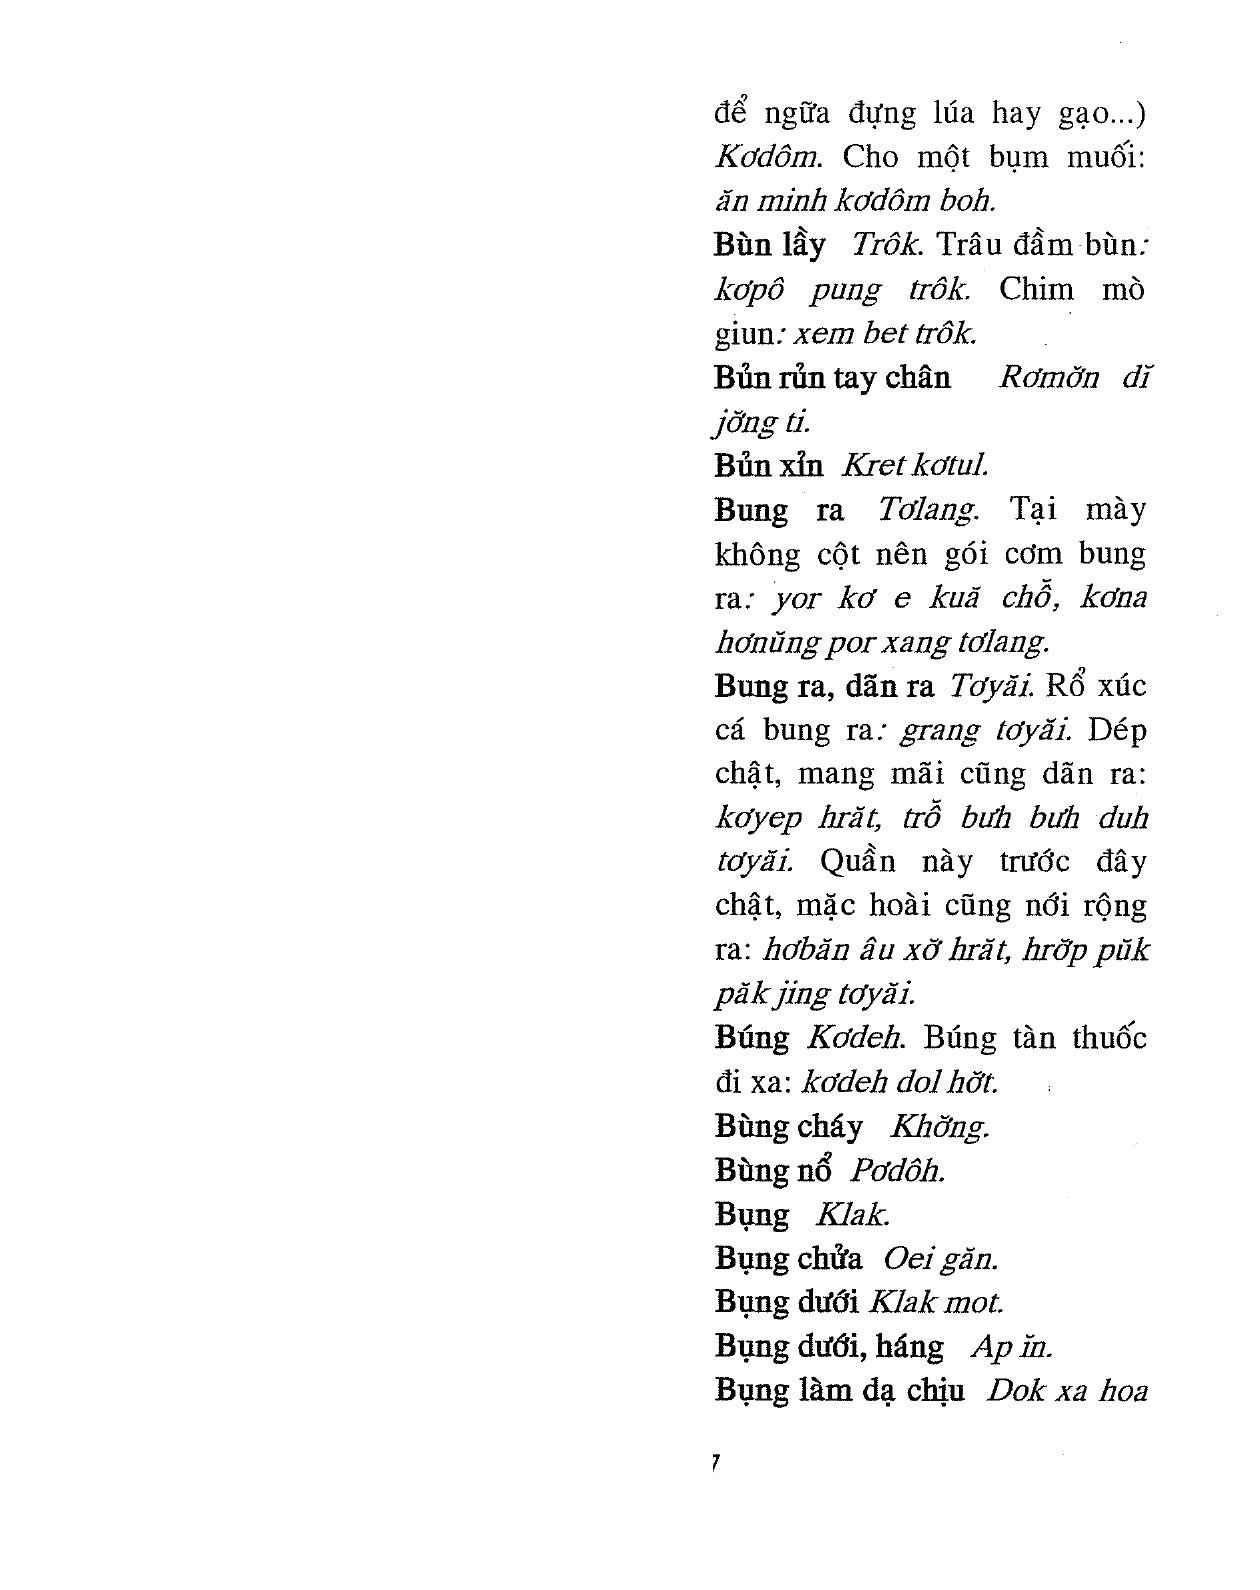 để ngữa đựng lúa hay gạo...)
Kơdôm. Cho một bụm muối:
ăn minh kơdôm boh.
Bùn lầy Trôk. Trâu đầm bùn:
kơpô pung trôk. Chim mò
giun: xem bet trôk.
Bủn rủn tay chân Rơmơ̆n dĭ
jơ̆ng ti.
Bủn xỉn Kret kơtul.
Bung ra Tơlang. Tại mày
không cột nên gói cơm bung
ra: yor kơ e kuă chô̆, kơna
hơnŭng por xang tơlang.
Bung ra, dãn ra Tơyăi. Rổ xúc
cá bung ra: grang tơyăi. Dép
chật, mang mãi cũng dãn ra:
kơyep hrăt, trô̆ bưh bưh duh
tơyăi. Quần này trước đây
chật, mặc hoài cũng nới rộng
ra: hơbăn âu xơ̆ hrăt, hrơ̆p pŭk
păk jing tơyăi.
Búng Kơdeh. Búng tàn thuốc
đi xa: kơdeh dol hơ̆t.
Bùng cháy Khơ̆ng.
Bùng nổ Pơdôh.
Bụng Klak.
Bụng chửa Oei găn.
Bụng dưới Klak mot.
Bụng dưới, háng Ap ĭn.
Bụng làm dạ chịu Dok xa hoa
7